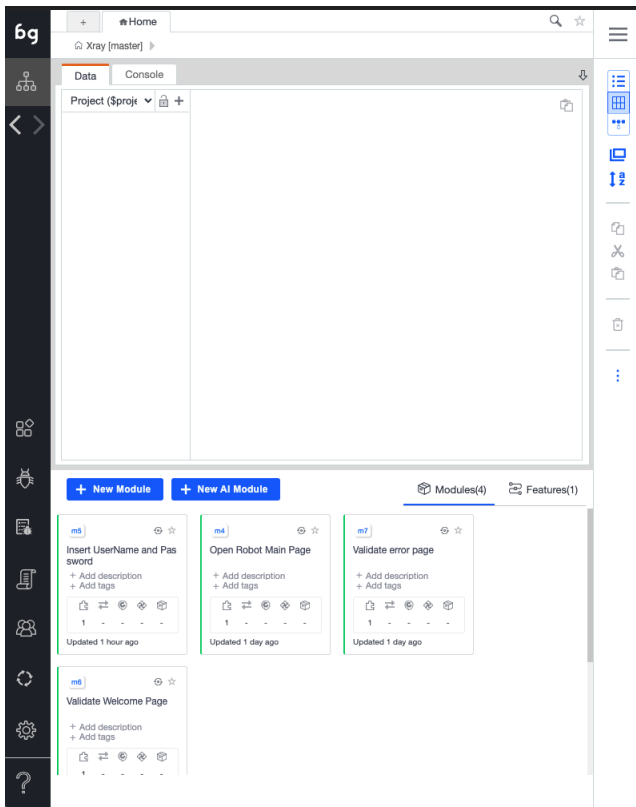 bg
+
Home
Xray [master]
Data
Console
Project ($proje
+
a
z
+ New Module
+ New AI Module
Modules(4)
Features(1)
m5
Insert UserName and Pas
sword
+ Add description
+ Add tags
1 - - - -
Updated 1 hour ago
m4
Open Robot Main Page
+ Add description
+ Add tags
1 - - - -
Updated 1 day ago
m7
Validate error page
+ Add description
+ Add tags
1 - - - -
Updated 1 day ago
m6
Validate Welcome Page
+ Add description
+ Add tags
1 - - - -
?